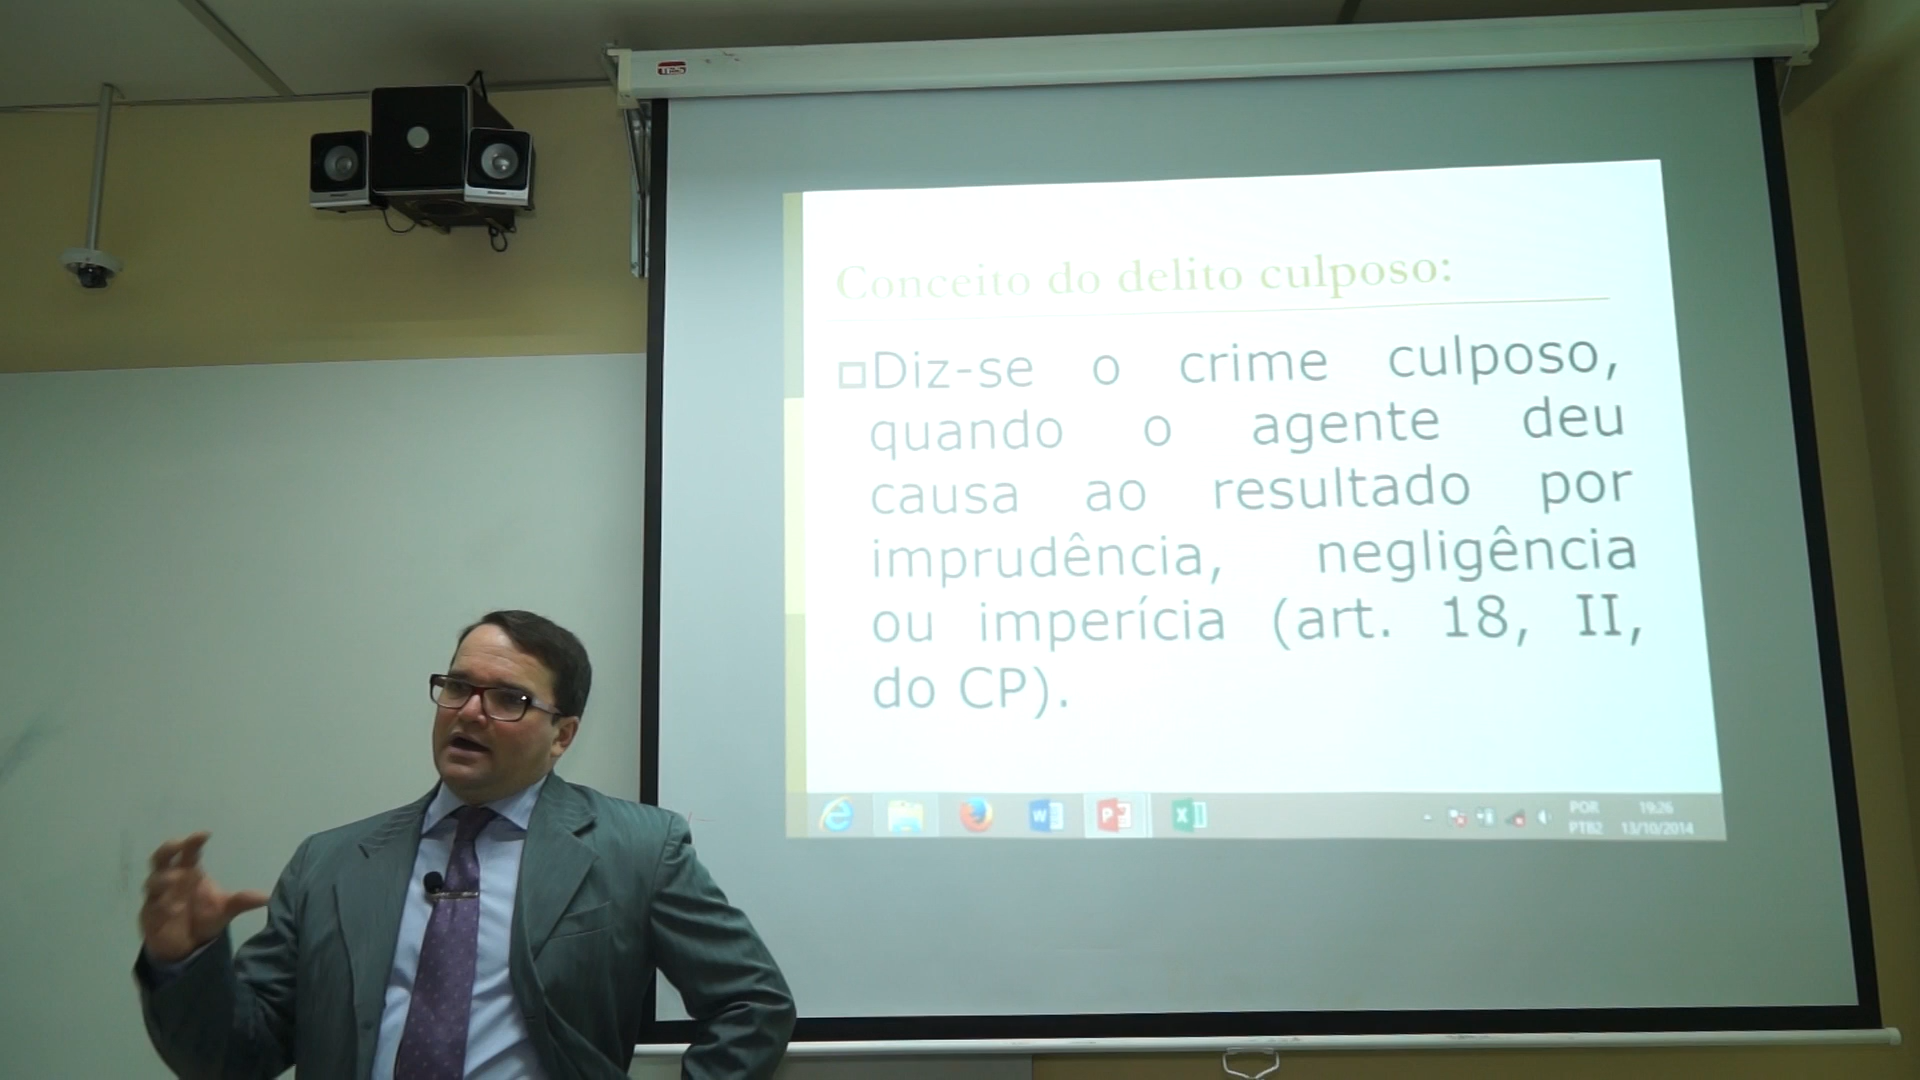 TES
Conceito do delito culposo:
Diz-se o crime culposo,
quando o agente deu
causa ao resultado por
imprudência, negligência
ou imperícia (art. 18, II,
do CP).
POR 19:26
PTB2 13/10/2014